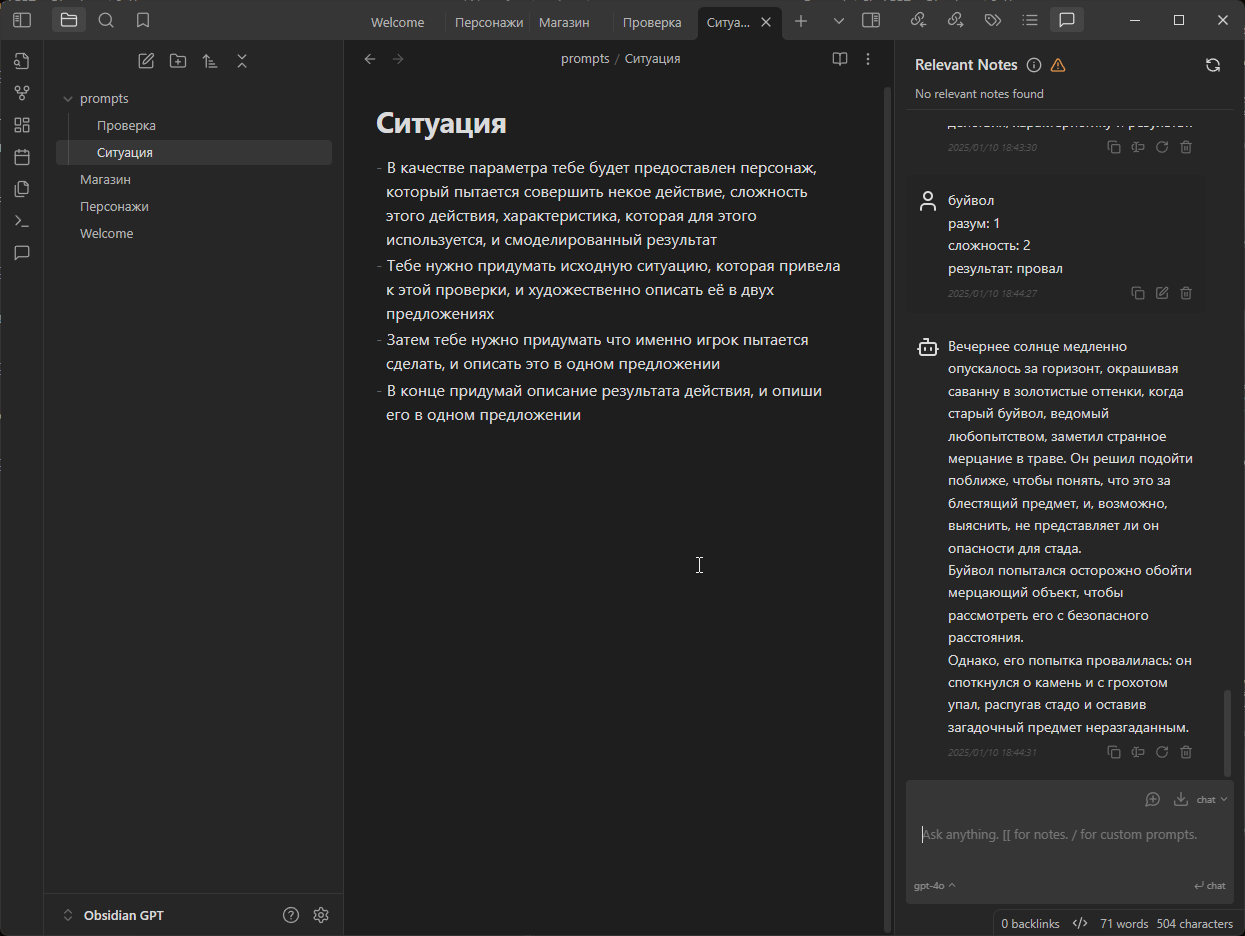 Welcome
Персонажи
Магазин
Проверка
Ситуа...
prompts
Проверка
Ситуация
Магазин
Персонажи
Welcome
Obsidian GPT
prompts / Ситуация
Ситуация
- В качестве параметра тебе будет предоставлен персонаж,
который пытается совершить некое действие, сложность
этого действия, характеристика, которая для этого
используется, и смоделированный результат
- Тебе нужно придумать исходную ситуацию, которая привела
к этой проверки, и художественно описать её в двух
предложениях
- Затем тебе нужно придумать что именно игрок пытается
сделать, и описать это в одном предложении
- В конце придумай описание результата действия, и опиши
его в одном предложении
Relevant Notes
No relevant notes found
2025/01/10 18:43:30
буйвол
разум: 1
сложность: 2
результат: провал
2025/01/10 18:44:27
Вечернее солнце медленно
опускалось за горизонт, окрашивая
саванну в золотистые оттенки, когда
старый буйвол, ведомый
любопытством, заметил странное
мерцание в траве. Он решил подойти
поближе, чтобы понять, что это за
блестящий предмет, и, возможно,
выяснить, не представляет ли он
опасности для стада.
Буйвол попытался осторожно обойти
мерцающий объект, чтобы
рассмотреть его с безопасного
расстояния.
Однако, его попытка провалилась: он
споткнулся о камень и с грохотом
упал, распугав стадо и оставив
загадочный предмет неразгаданным.
2025/01/10 18:44:31
chat
Ask anything. [[ for notes. / for custom prompts.
gpt-4o
chat
0 backlinks
71 words
504 characters